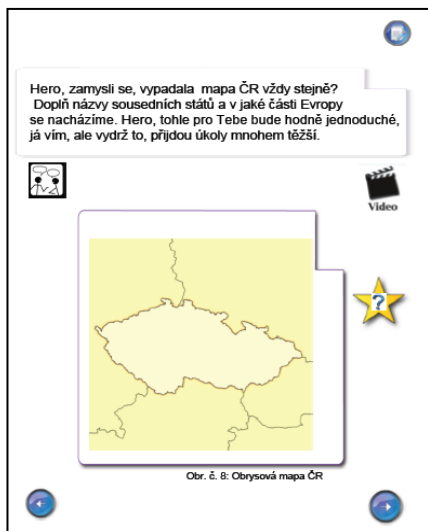 Hero, zamysli se, vypadala mapa ČR vždy stejně?
Doplň názvy sousedních států a v jaké části Evropy
se nacházíme. Hero, tohle pro Tebe bude hodně jednoduché,
já vím, ale vydrž to, přijdou úkoly mnohem těžší.
Video
?
Obr. č. 8: Obrysová mapa ČR